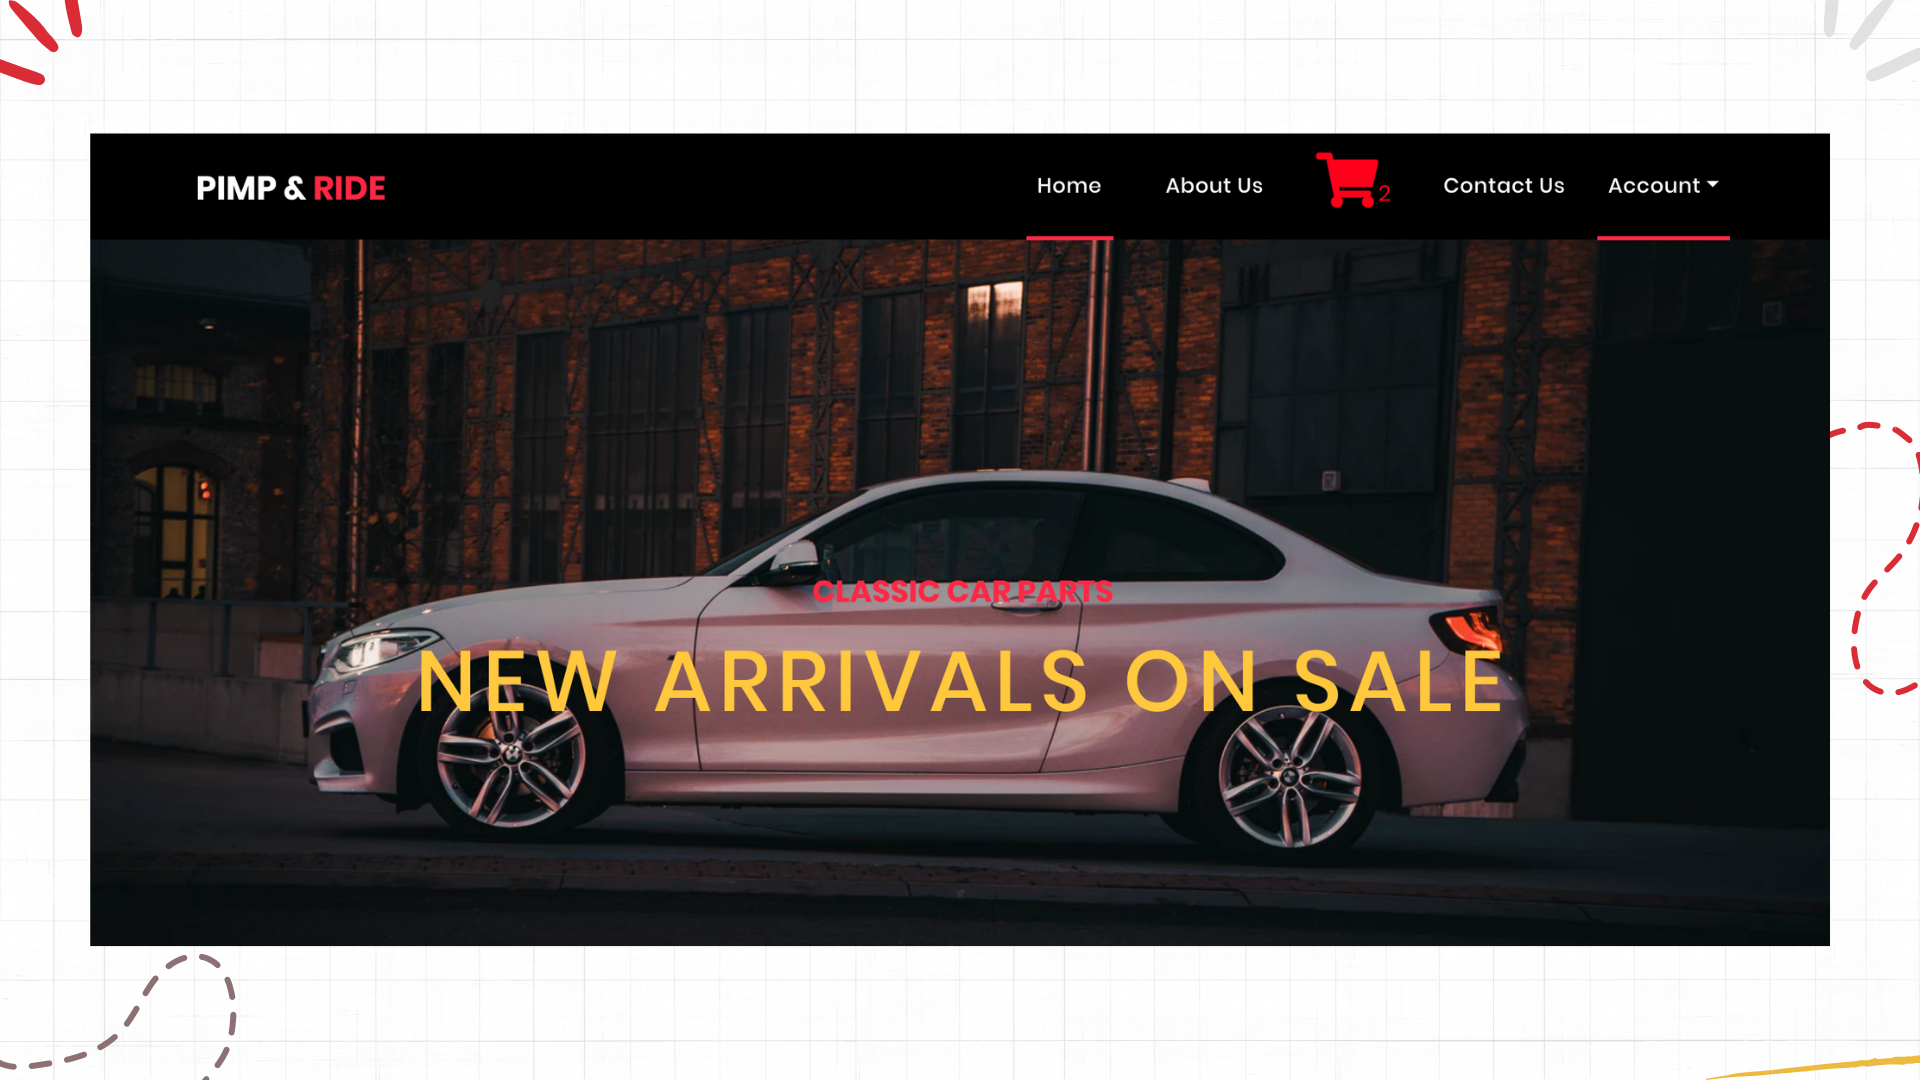 PIMP & RIDE
Home
About Us
2
Contact Us
Account
CLASSIC CAR PARTS
NEW ARRIVALS ON SALE